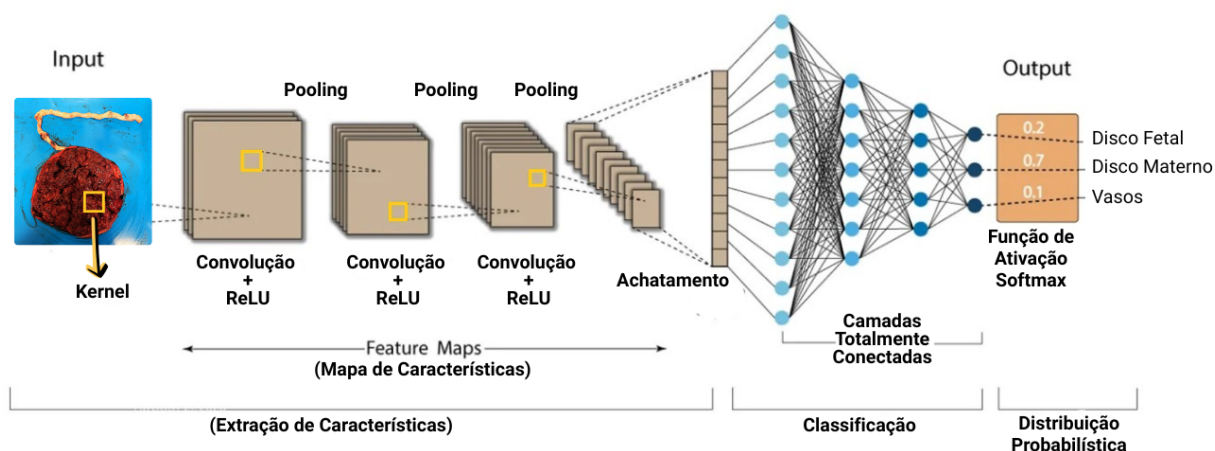 Input
Kernel
Pooling
Pooling
Pooling
Convolução
+
ReLU
Convolução
+
ReLU
Convolução
+
ReLU
Achatamento
Feature Maps
(Mapa de Características)
(Extração de Características)
Camadas
Totalmente
Conectadas
Classificação
Output
0.2
0.7
0.1
Disco Fetal
Disco Materno
Vasos
Função de
Ativação
Softmax
Distribuição
Probabilística